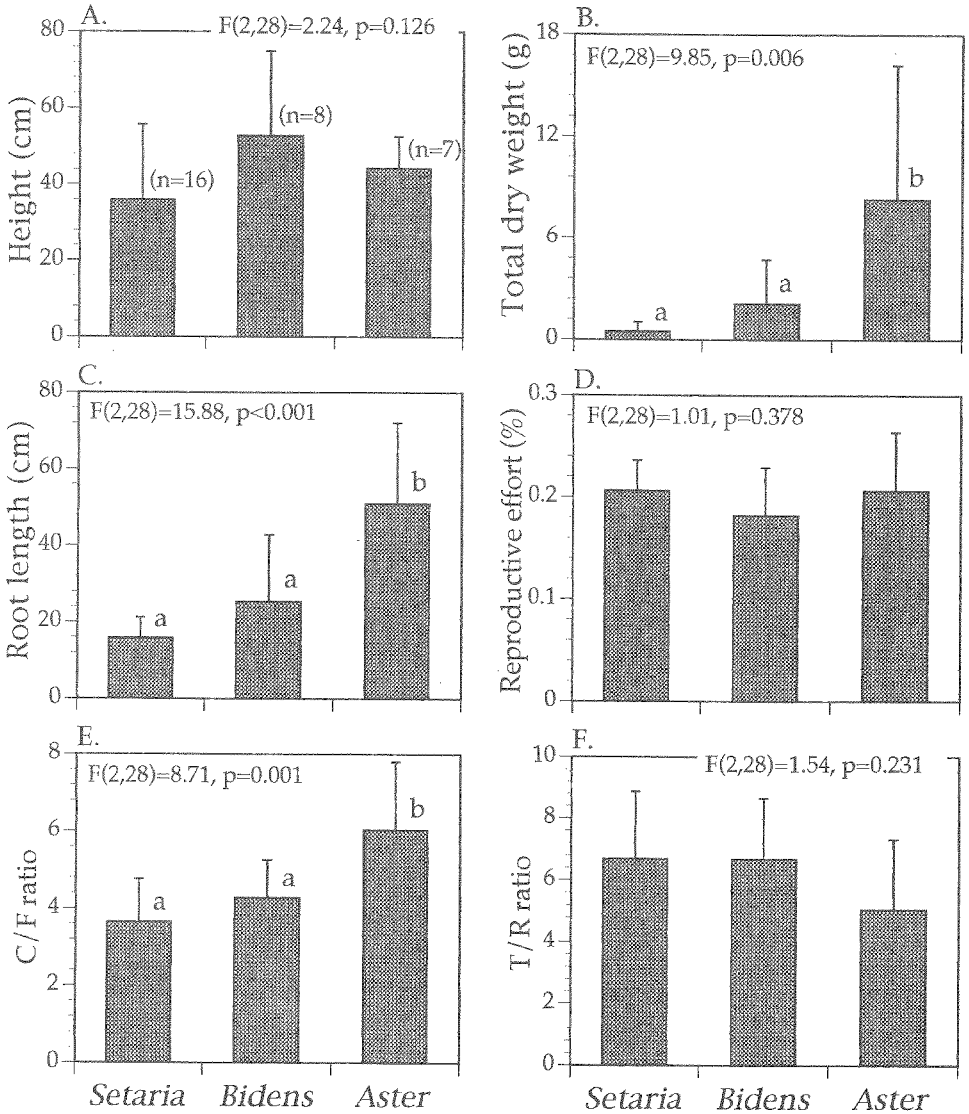 A.
F(2,28)=2.24, p=0.126
Height (cm)
80
60
40
20
0
(n=16)
(n=8)
(n=7)
B.
F(2,28)=9.85, p=0.006
Total dry weight (g)
18
12
6
0
a
a
b
C.
F(2,28)=15.88, p<0.001
Root length (cm)
80
60
40
20
0
a
a
b
D.
F(2,28)=1.01, p=0.378
Reproductive effort (%)
0.3
0.2
0.1
0
E.
F(2,28)=8.71, p=0.001
C/F ratio
8
6
4
2
0
a
a
b
Setaria Bidens Aster
F.
F(2,28)=1.54, p=0.231
T/R ratio
10
8
6
4
2
0
Setaria Bidens Aster